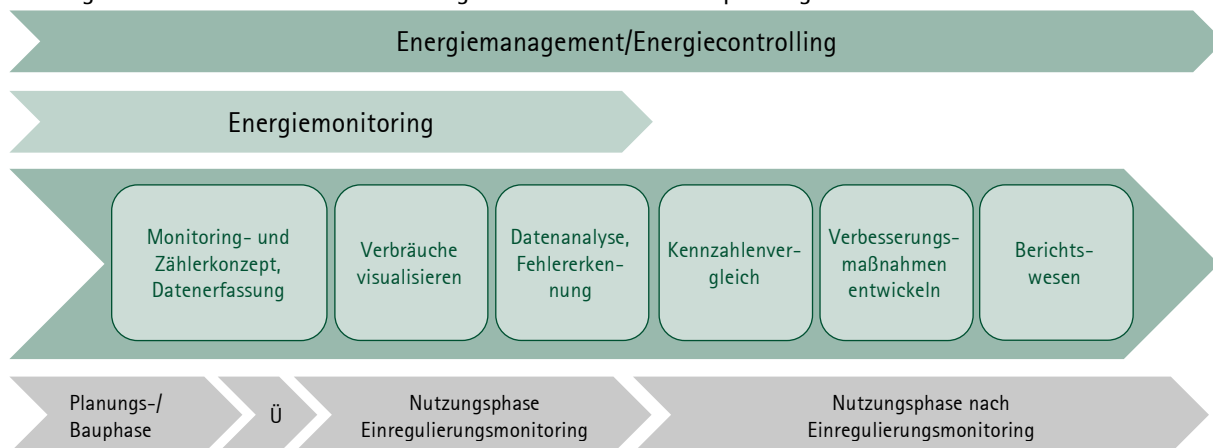 Energiemanagement/Energiecontrolling
Energiemonitoring
Monitoring- und
Zählerkonzept,
Datenerfassung
Verbräuche
visualisieren
Datenanalyse,
Fehlererken-
nung
Kennzahlenver-
gleich
Verbesserungs-
maßnahmen
entwickeln
Berichts-
wesen
Planungs-/
Bauphase
Ü
Nutzungsphase
Einregulierungsmonitoring
Nutzungsphase nach
Einregulierungsmonitoring